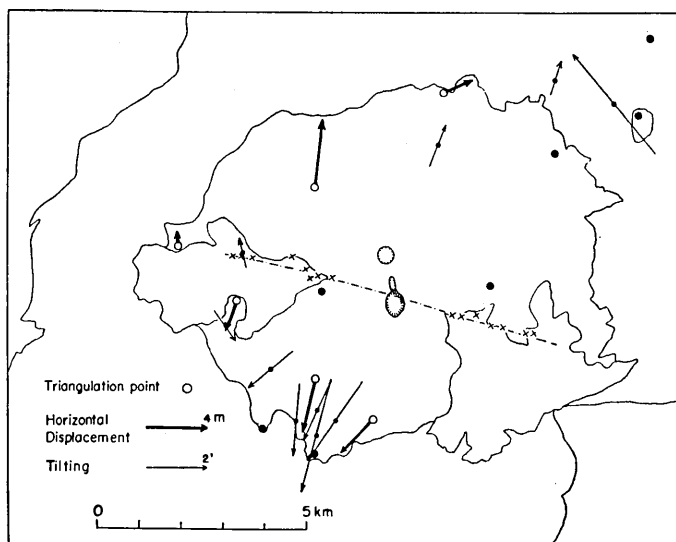 Triangulation point
Horizontal
Displacement
4 m
Tilting
2'
0
5 km